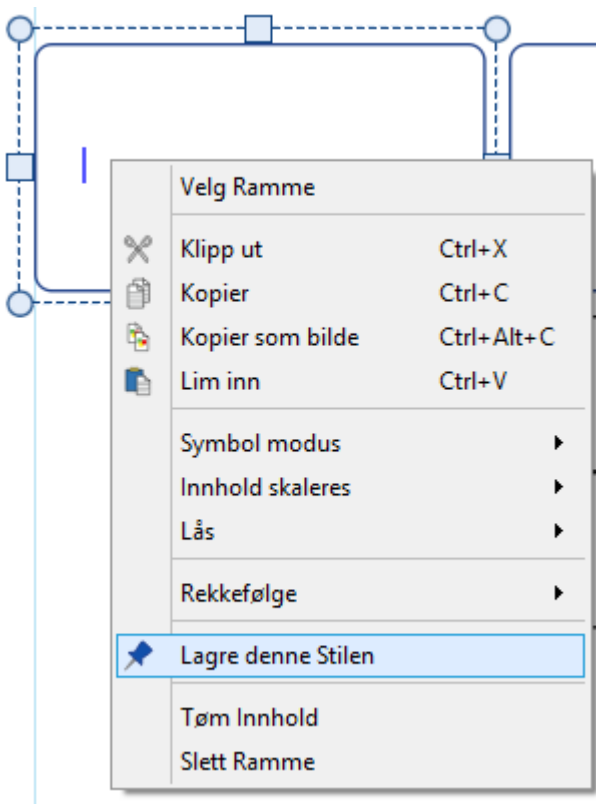 Velg Ramme
Klipp ut Ctrl+X
Kopier Ctrl+C
Kopier som bilde Ctrl+Alt+C
Lim inn Ctrl+V
Symbol modus
Innhold skaleres
Lås
Rekkefølge
Lagre denne Stilen
Tøm Innhold
Slett Ramme